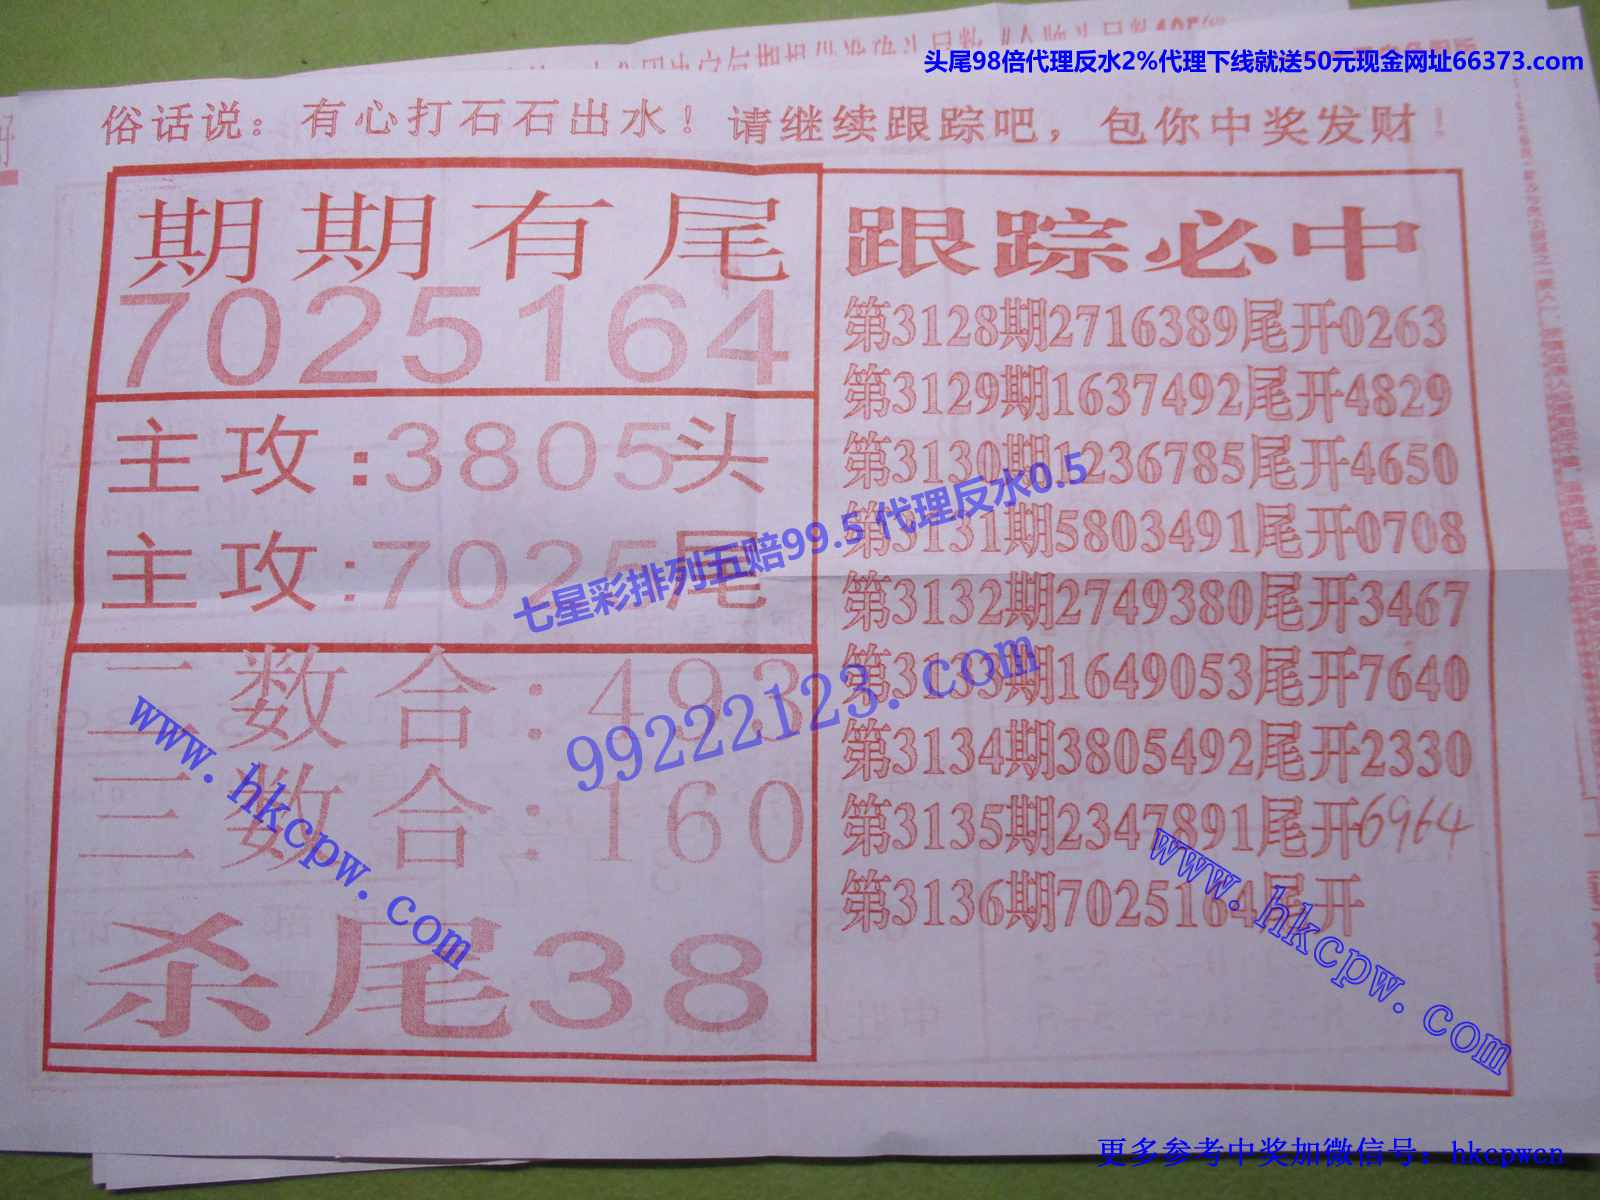 头尾98倍代理反水2%代理下线就送50元现金网址66373.com
俗话说：有心打石石出水！请继续跟踪吧，包你中奖发财！
期期有尾
7025164
主攻:3805头
主攻:7025尾
二数合:493
三数合:160
杀尾38
跟踪必中
第3128期2716389尾开0263
第3129期1637492尾开4829
第3130期1236785尾开4650
第3131期5803491尾开0708
第3132期2749380尾开3467
第3133期1649053尾开7640
第3134期3805492尾开2330
第3135期2347891尾开6964
第3136期7025164尾开
七星彩排列五赔99.5 代理反水0.5
99222123.com
www.hkcpw.com
www.hkcpw.com
更多参考中奖加微信号：hkcpwcn